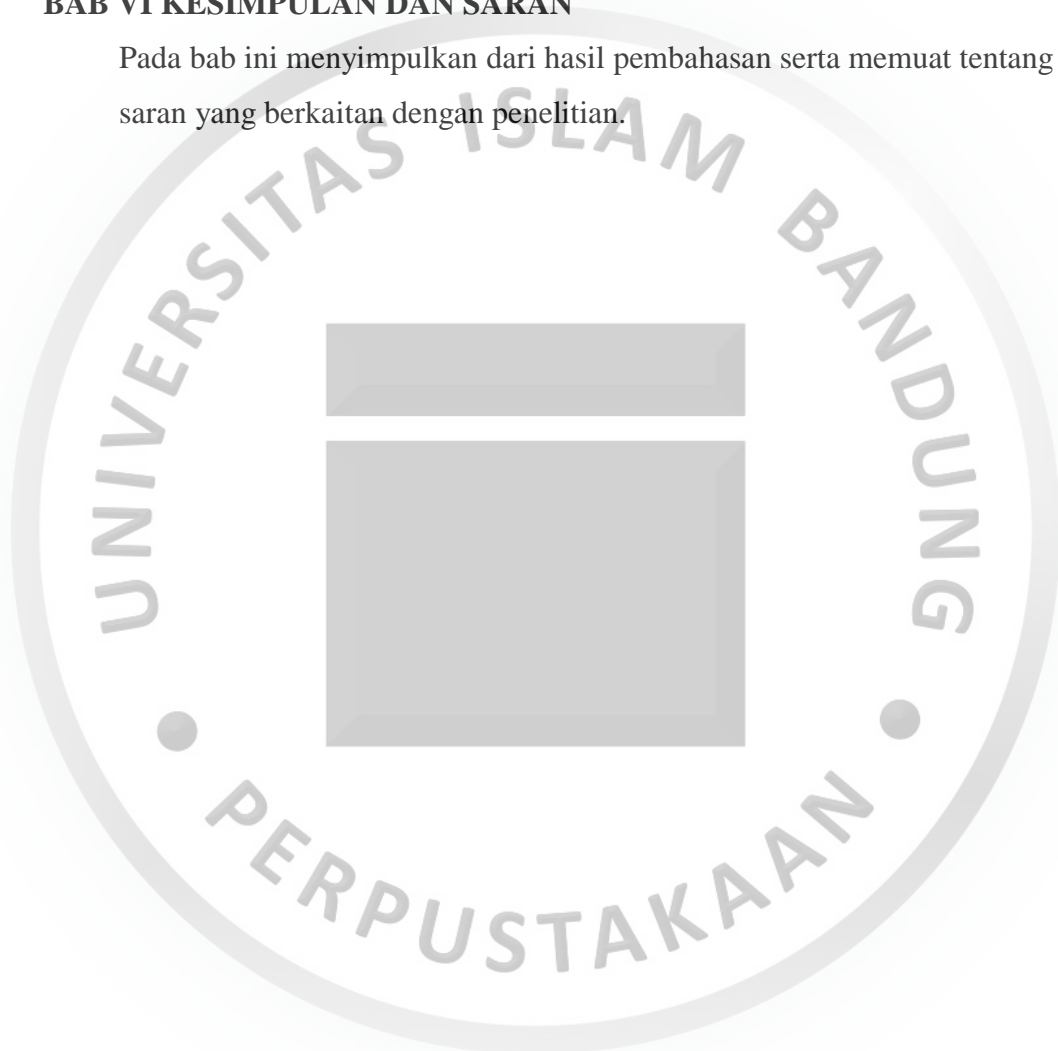 BAB VI KESIMPULAN DAN SARAN
Pada bab ini menyimpulkan dari hasil pembahasan serta memuat tentang
saran yang berkaitan dengan penelitian.
UNIVERSITAS ISLAM BANDUNG
PERPUSTAKAAN